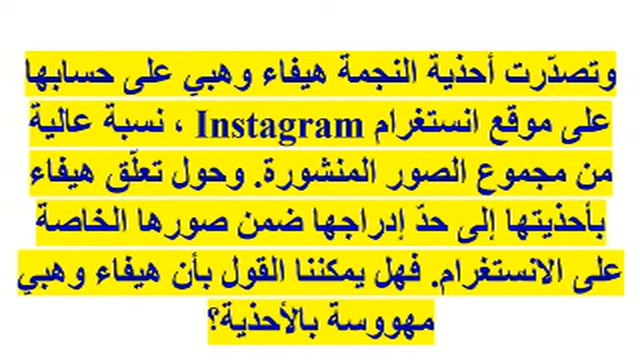 وتصدّرت أحذية النجمة هيفاء وهبي على حسابها
على موقع انستغرام Instagram ، نسبة عالية
من مجموع الصور المنشورة. وحول تعلّق هيفاء
بأحذيتها إلى حدّ إدراجها ضمن صورها الخاصة
على الانستغرام. فهل يمكننا القول بأن هيفاء وهبي
مهووسة بالأحذية؟